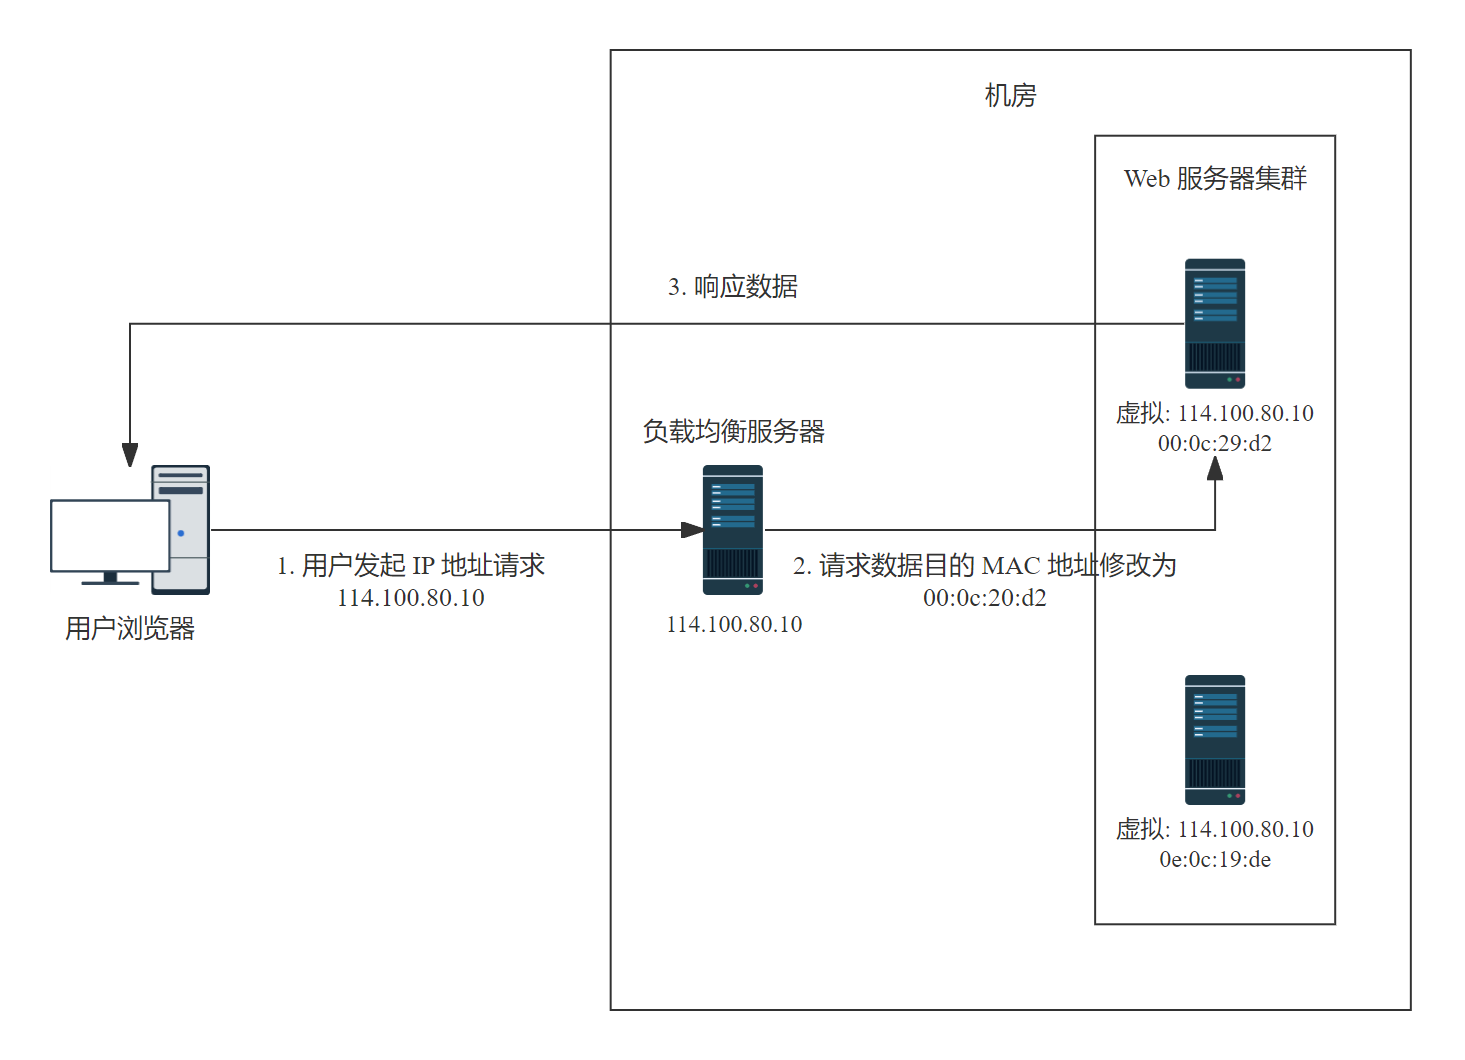 机房
Web 服务器集群
3. 响应数据
虚拟: 114.100.80.10
00:0c:29:d2
负载均衡服务器
1. 用户发起 IP 地址请求
114.100.80.10
2. 请求数据目的 MAC 地址修改为
00:0c:20:d2
114.100.80.10
用户浏览器
虚拟: 114.100.80.10
0e:0c:19:de